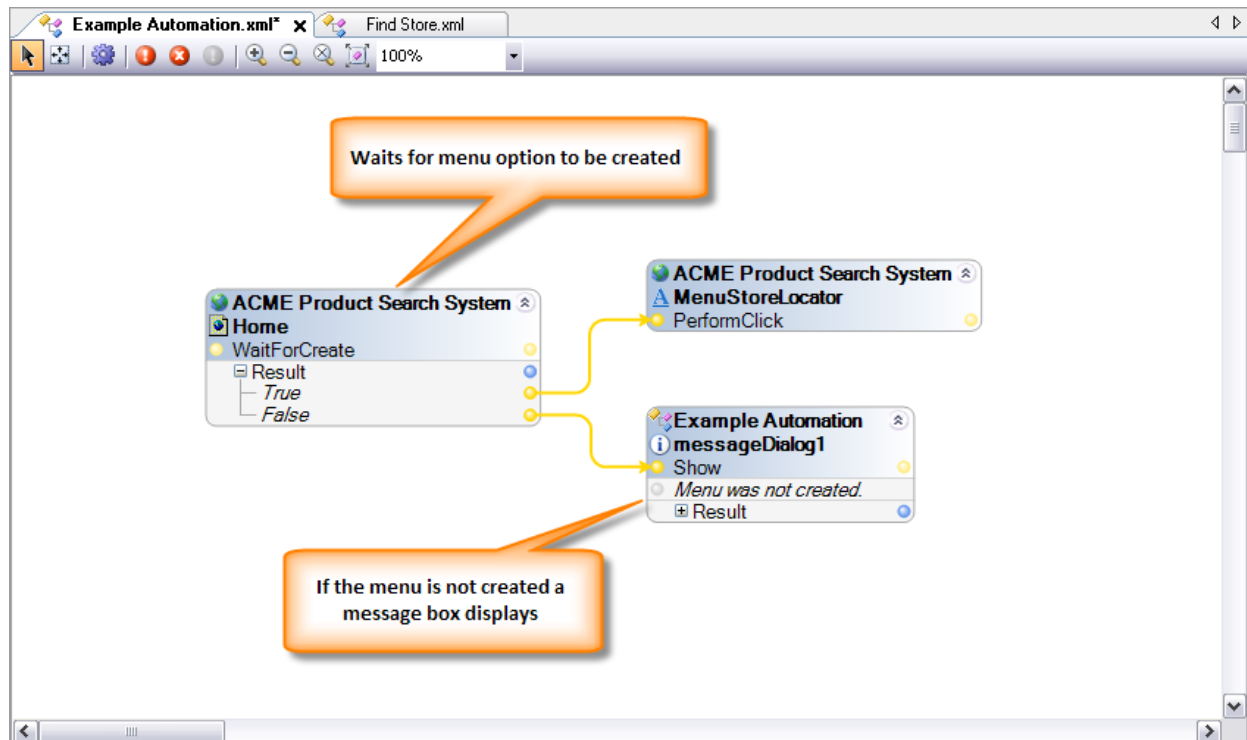 Example Automation.xml* Find Store.xml
100%
Waits for menu option to be created
ACME Product Search System
Home
WaitForCreate
Result
True
False
ACME Product Search System
MenuStoreLocator
PerformClick
Example Automation
messageDialog1
Show
Menu was not created.
Result
If the menu is not created a
message box displays